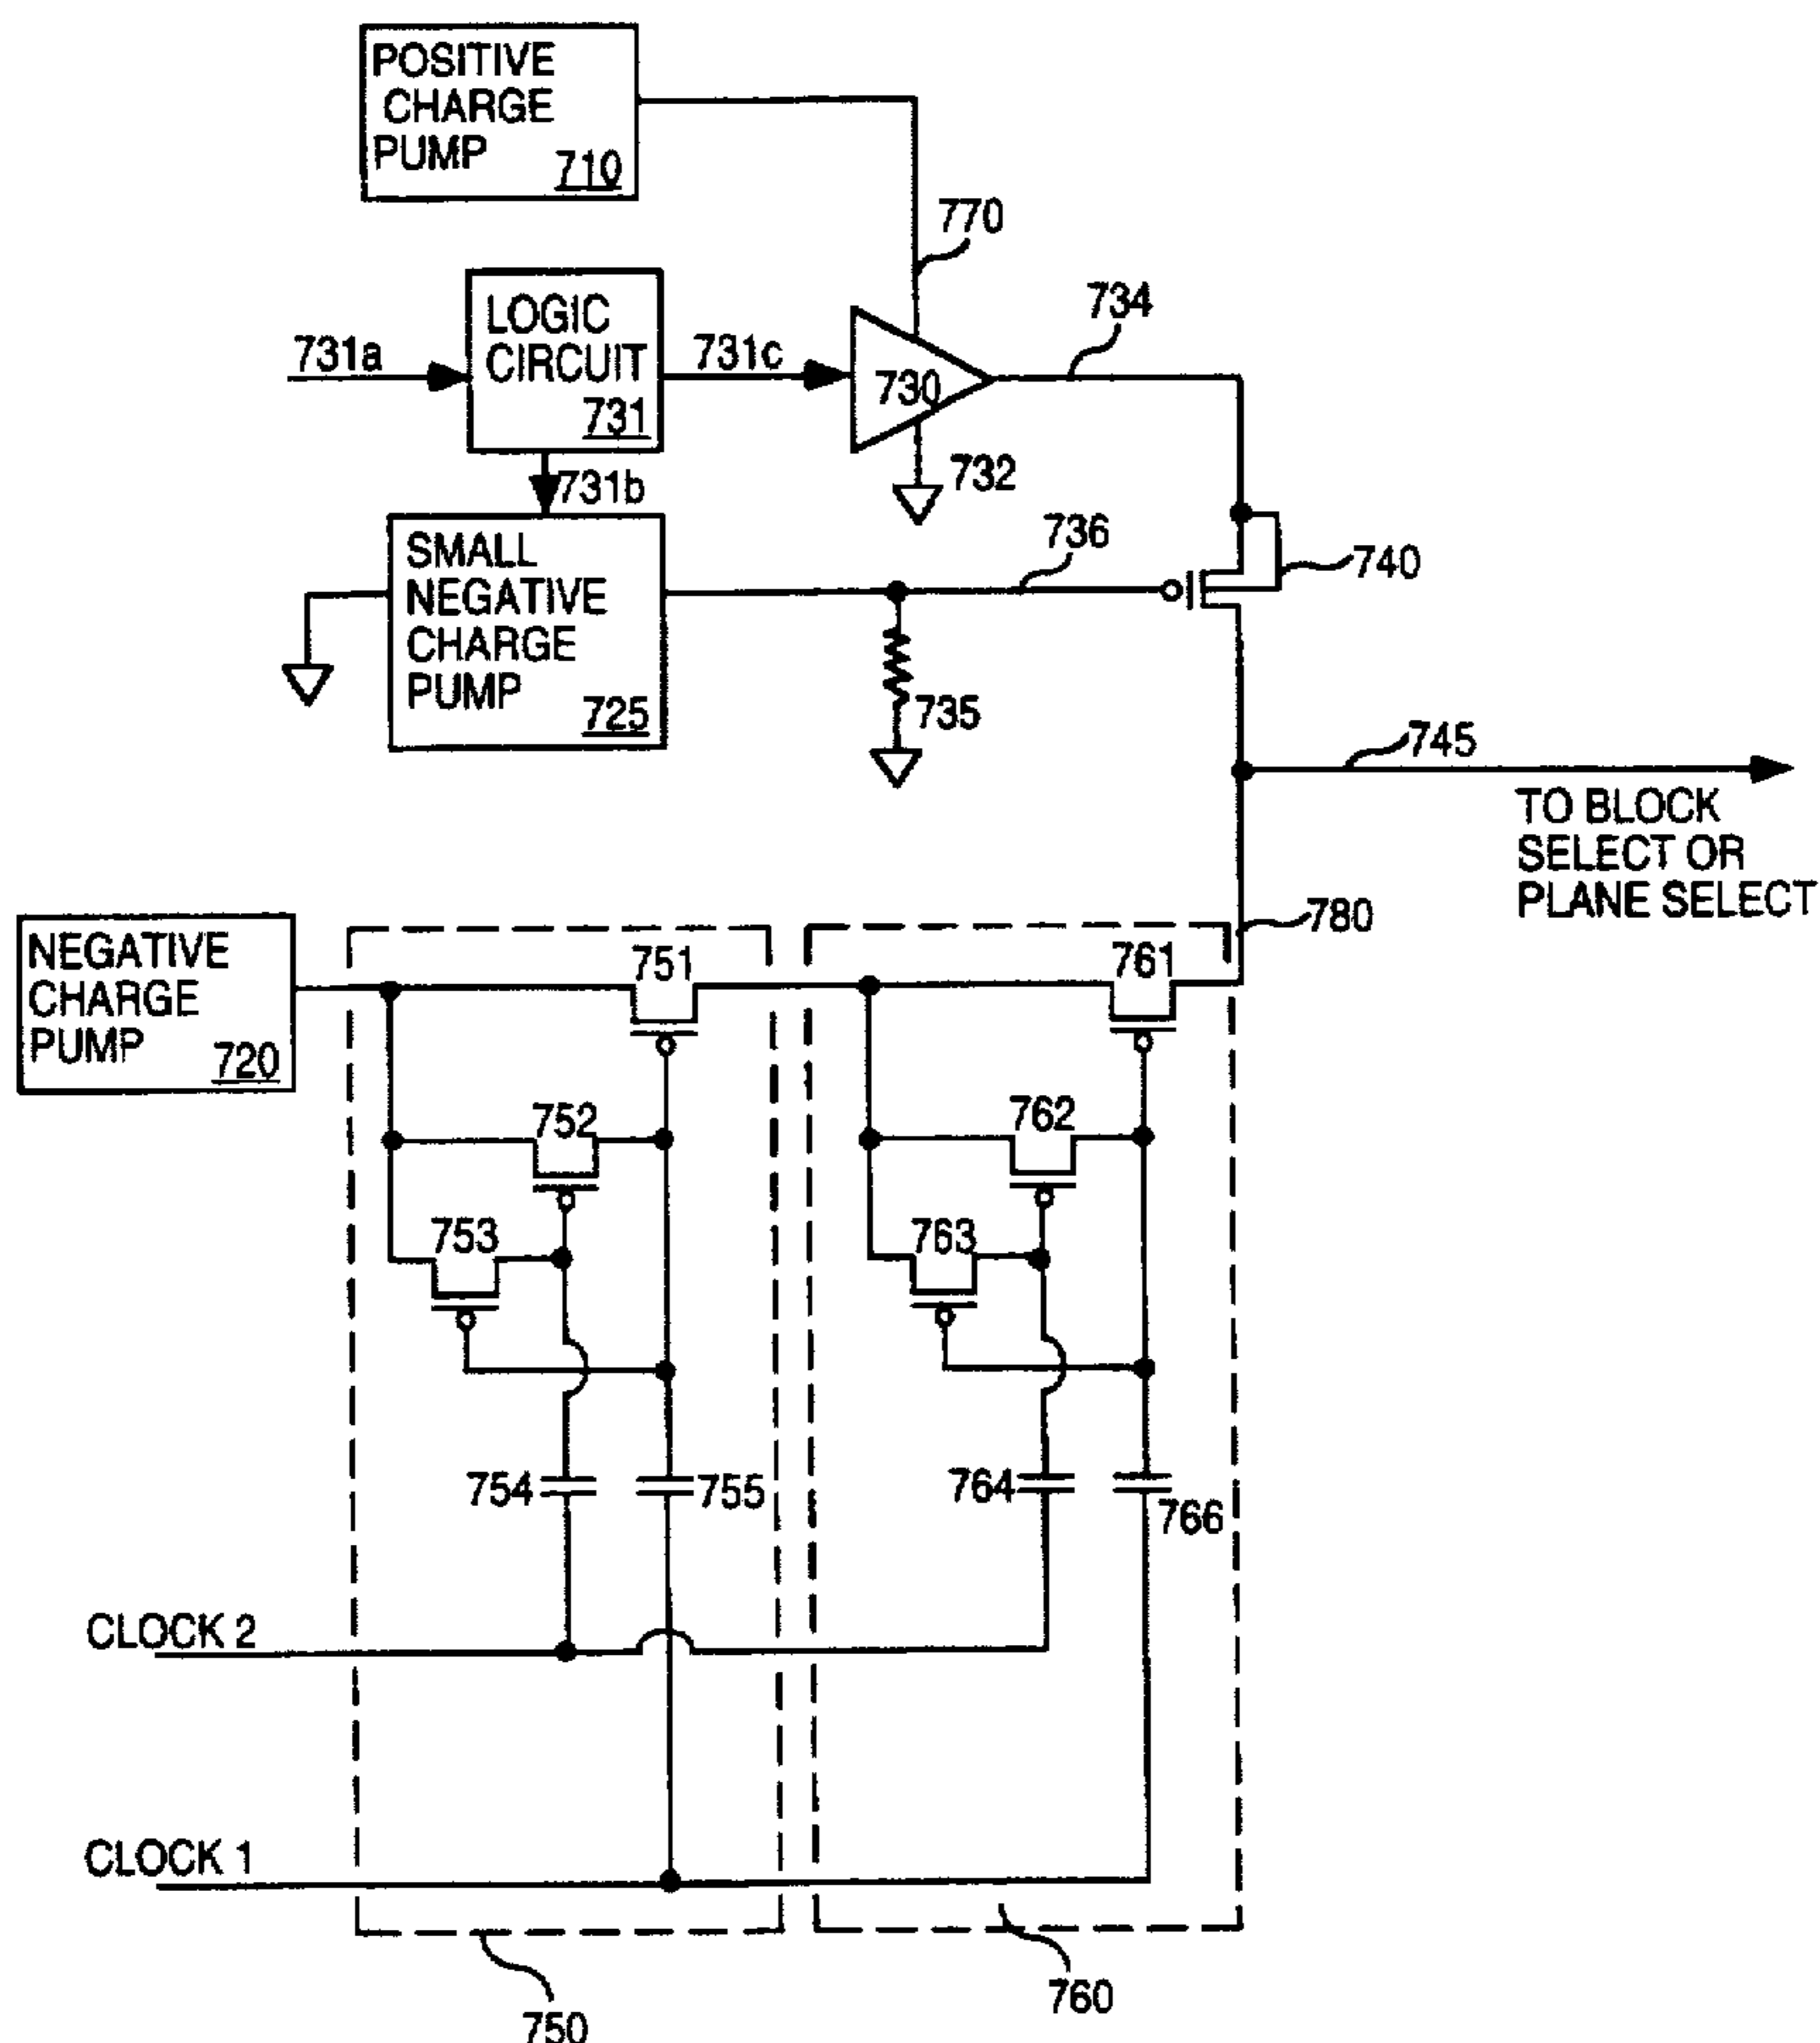 POSITIVE
CHARGE
PUMP
710
770
734
731a
LOGIC
CIRCUIT
731
731c
730
732
731b
SMALL
NEGATIVE
CHARGE
PUMP
725
736
740
735
745
TO BLOCK
SELECT OR
PLANE SELECT
780
NEGATIVE
CHARGE
PUMP
720
751
761
752
762
753
763
754
755
764
766
CLOCK 2
CLOCK 1
750
760